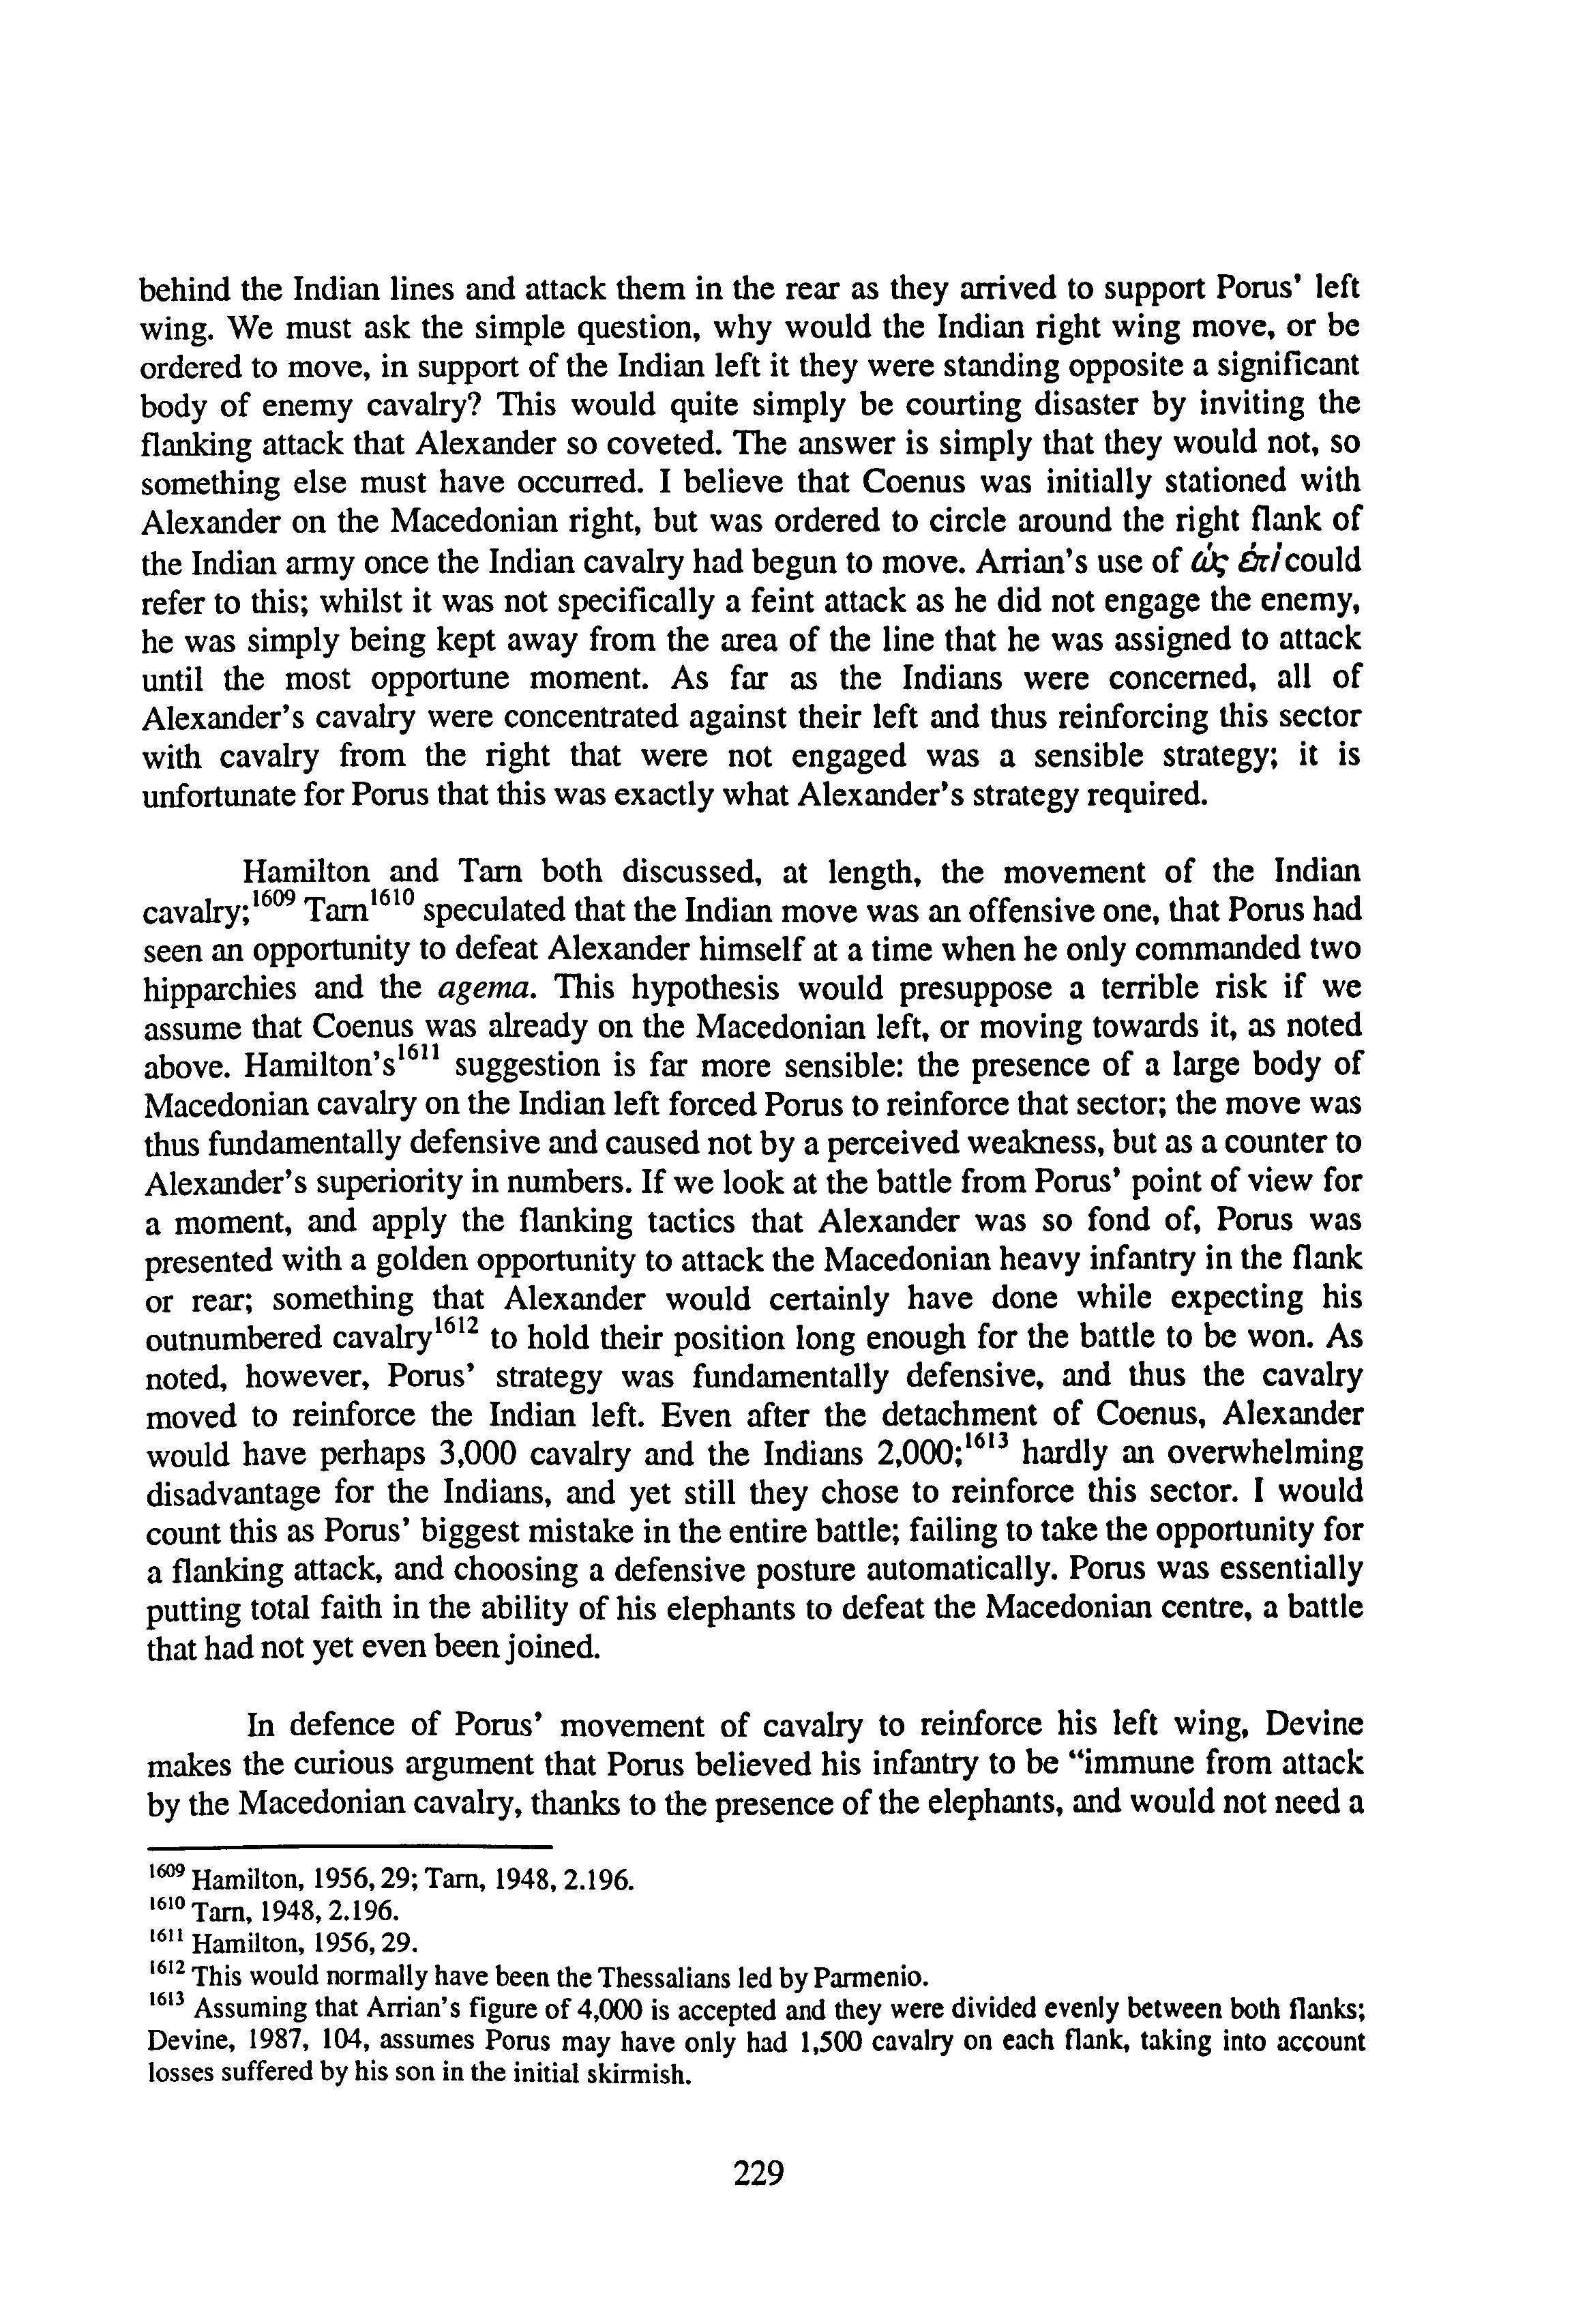 behind the Indian lines and attack them in the rear as they arrived to support Porus' left
wing. We must ask the simple question, why would the Indian right wing move, or be
ordered to move, in support of the Indian left it they were standing opposite a significant
body of enemy cavalry? This would quite simply be courting disaster by inviting the
flanking attack that Alexander so coveted. The answer is simply that they would not, so
something else must have occurred. I believe that Coenus was initially stationed with
Alexander on the Macedonian right, but was ordered to circle around the right flank of
the Indian army once the Indian cavalry had begun to move. Arrian's use of ὡς ἐπὶ could
refer to this; whilst it was not specifically a feint attack as he did not engage the enemy,
he was simply being kept away from the area of the line that he was assigned to attack
until the most opportune moment. As far as the Indians were concerned, all of
Alexander's cavalry were concentrated against their left and thus reinforcing this sector
with cavalry from the right that were not engaged was a sensible strategy; it is
unfortunate for Porus that this was exactly what Alexander's strategy required.
Hamilton and Tarn both discussed, at length, the movement of the Indian
cavalry;1609 Tarn1610 speculated that the Indian move was an offensive one, that Porus had
seen an opportunity to defeat Alexander himself at a time when he only commanded two
hipparchies and the agema. This hypothesis would presuppose a terrible risk if we
assume that Coenus was already on the Macedonian left, or moving towards it, as noted
above. Hamilton's1611 suggestion is far more sensible: the presence of a large body of
Macedonian cavalry on the Indian left forced Porus to reinforce that sector; the move was
thus fundamentally defensive and caused not by a perceived weakness, but as a counter to
Alexander's superiority in numbers. If we look at the battle from Porus' point of view for
a moment, and apply the flanking tactics that Alexander was so fond of, Porus was
presented with a golden opportunity to attack the Macedonian heavy infantry in the flank
or rear; something that Alexander would certainly have done while expecting his
outnumbered cavalry1612 to hold their position long enough for the battle to be won. As
noted, however, Porus' strategy was fundamentally defensive, and thus the cavalry
moved to reinforce the Indian left. Even after the detachment of Coenus, Alexander
would have perhaps 3,000 cavalry and the Indians 2,000;1613 hardly an overwhelming
disadvantage for the Indians, and yet still they chose to reinforce this sector. I would
count this as Porus' biggest mistake in the entire battle; failing to take the opportunity for
a flanking attack, and choosing a defensive posture automatically. Porus was essentially
putting total faith in the ability of his elephants to defeat the Macedonian centre, a battle
that had not yet even been joined.
In defence of Porus' movement of cavalry to reinforce his left wing, Devine
makes the curious argument that Porus believed his infantry to be "immune from attack
by the Macedonian cavalry, thanks to the presence of the elephants, and would not need a
1609 Hamilton, 1956, 29; Tarn, 1948, 2.196.
1610 Tarn, 1948, 2.196.
1611 Hamilton, 1956, 29.
1612 This would normally have been the Thessalians led by Parmenio.
1613 Assuming that Arrian's figure of 4,000 is accepted and they were divided evenly between both flanks;
Devine, 1987, 104, assumes Porus may have only had 1,500 cavalry on each flank, taking into account
losses suffered by his son in the initial skirmish.
229